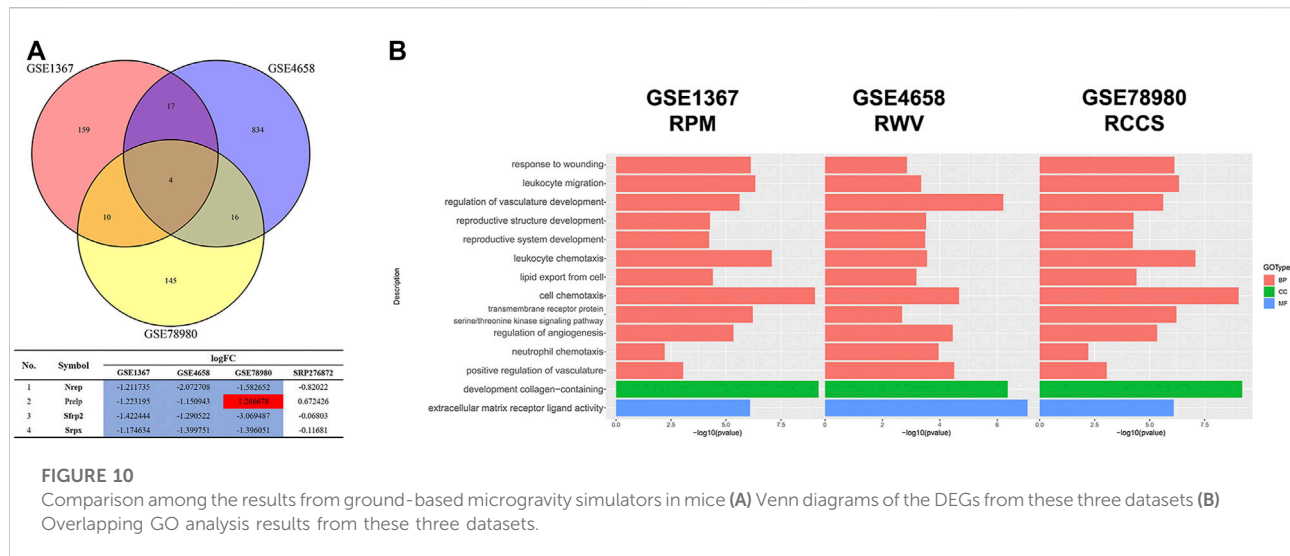 A
GSE1367
GSE4658
17
159
834
4
10
16
145
GSE78980
No. Symbol logFC
GSE1367 GSE4658 GSE78980 SRP276872
1 Nrep -1.211735 -2.072708 -1.582652 -0.82022
2 Prelp -1.223195 -1.150943 1.266678 0.672426
3 Sfrp2 -1.422444 -1.290522 -3.069487 -0.06803
4 Srpx -1.174634 -1.399751 -1.396051 -0.11681
B
GSE1367 GSE4658 GSE78980
RPM RWV RCCS
Description
response to wounding
leukocyte migration
regulation of vasculature development
reproductive structure development
reproductive system development
leukocyte chemotaxis
lipid export from cell
cell chemotaxis
transmembrane receptor protein
serine/threonine kinase signaling pathway
regulation of angiogenesis
neutrophil chemotaxis
positive regulation of vasculature
development collagen-containing
extracellular matrix receptor ligand activity
0.0 2.5 5.0 7.5 0 2 4 6 0.0 2.5 5.0 7.5
−log10(pvalue) −log10(pvalue) −log10(pvalue)
GOType
BP
CC
MF
FIGURE 10
Comparison among the results from ground-based microgravity simulators in mice (A) Venn diagrams of the DEGs from these three datasets (B)
Overlapping GO analysis results from these three datasets.